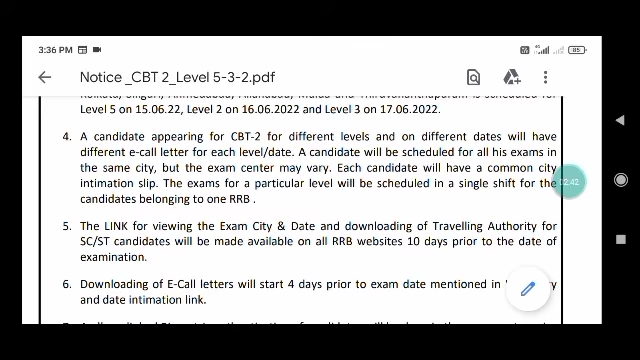 3:36 PM
85
Notice _CBT 2_Level 5-3-2.pdf
Level 5 on 15.06.22, Level 2 on 16.06.2022 and Level 3 on 17.06.2022.
4. A candidate appearing for CBT-2 for different levels and on different dates will have
different e-call letter for each level/date. A candidate will be scheduled for all his exams in
the same city, but the exam center may vary. Each candidate will have a common city
intimation slip. The exams for a particular level will be scheduled in a single shift for the
02:42
candidates belonging to one RRB .
5. The LINK for viewing the Exam City & Date and downloading of Travelling Authority for
SC/ST candidates will be made available on all RRB websites 10 days prior to the date of
examination.
6. Downloading of E-Call letters will start 4 days prior to exam date mentioned in
and date intimation link.